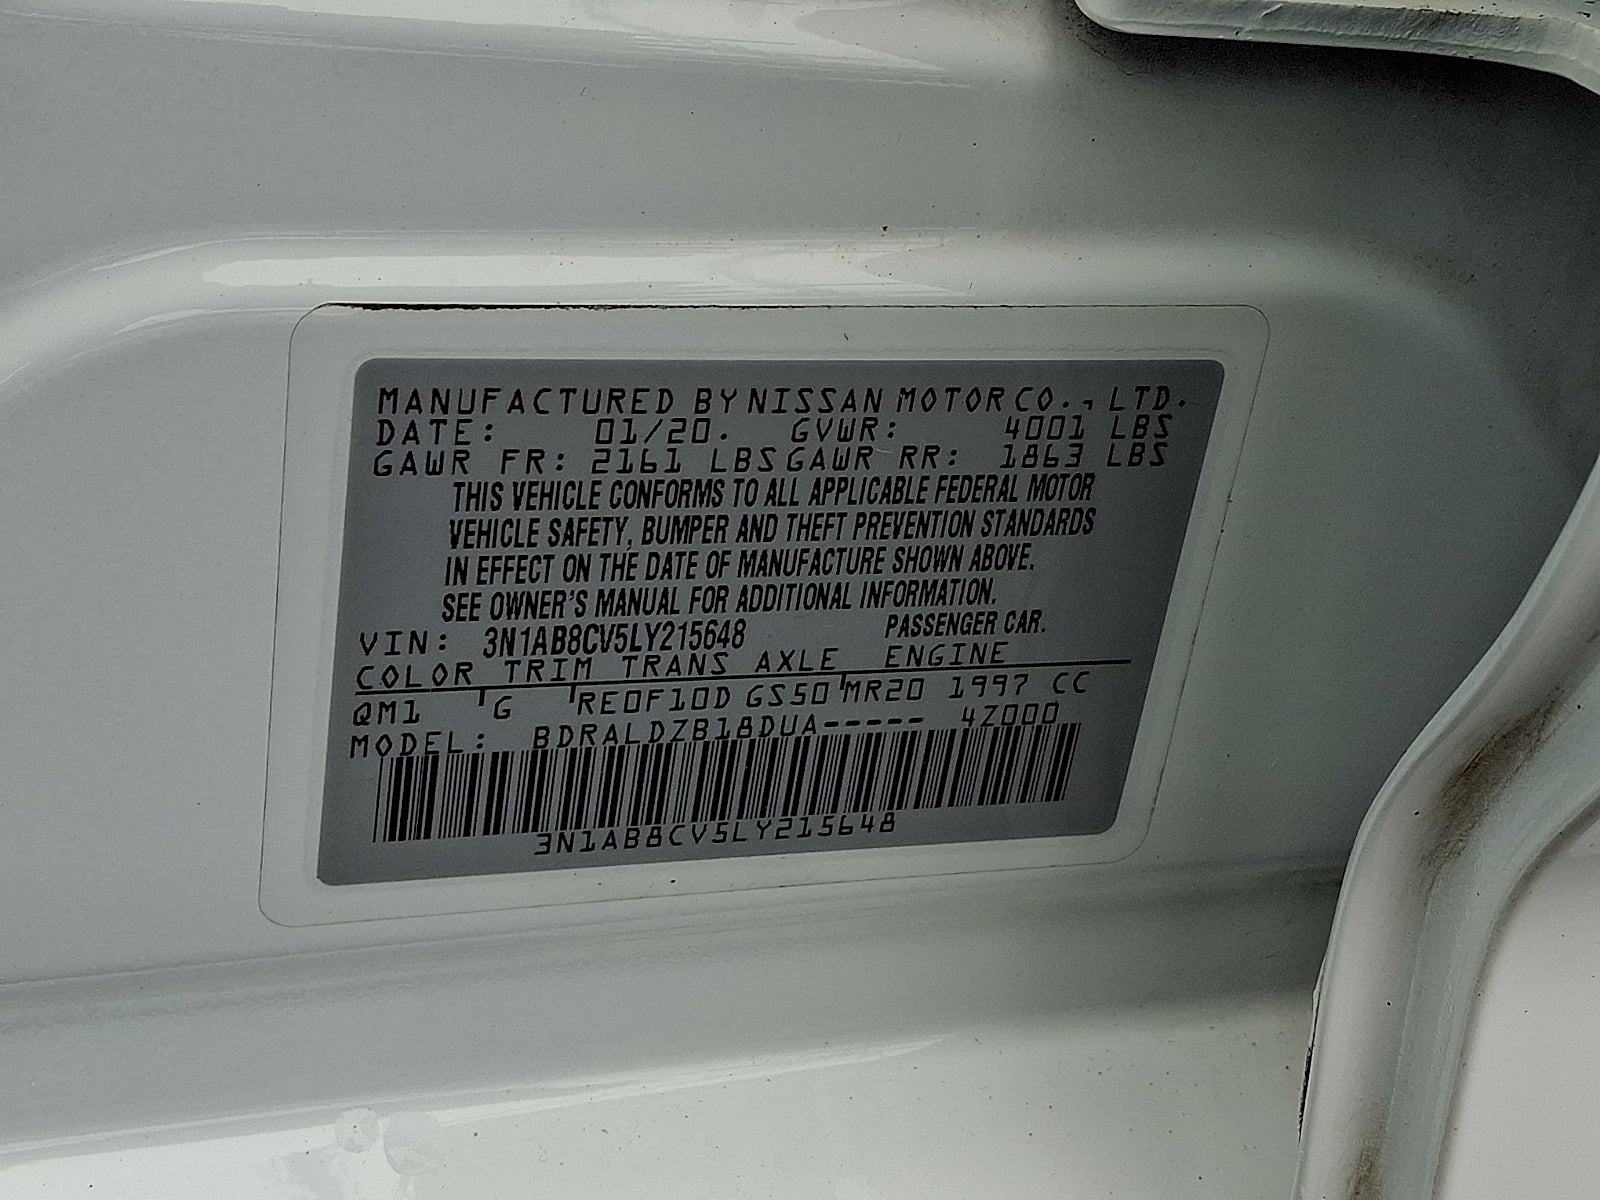 MANUFACTURED BY NISSAN MOTOR CO., LTD.
DATE: 01/20. GVWR: 4001 LBS
GAWR FR: 2161 LBS GAWR RR: 1863 LBS
THIS VEHICLE CONFORMS TO ALL APPLICABLE FEDERAL MOTOR
VEHICLE SAFETY, BUMPER AND THEFT PREVENTION STANDARDS
IN EFFECT ON THE DATE OF MANUFACTURE SHOWN ABOVE.
SEE OWNER'S MANUAL FOR ADDITIONAL INFORMATION.
VIN: 3N1AB8CV5LY215648 PASSENGER CAR.
COLOR TRIM TRANS AXLE ENGINE
QM1 G RE0F10D GS50 MR20 1997 CC
MODEL: BDRALDZB18DUA----- 4Z000
3N1AB8CV5LY215648